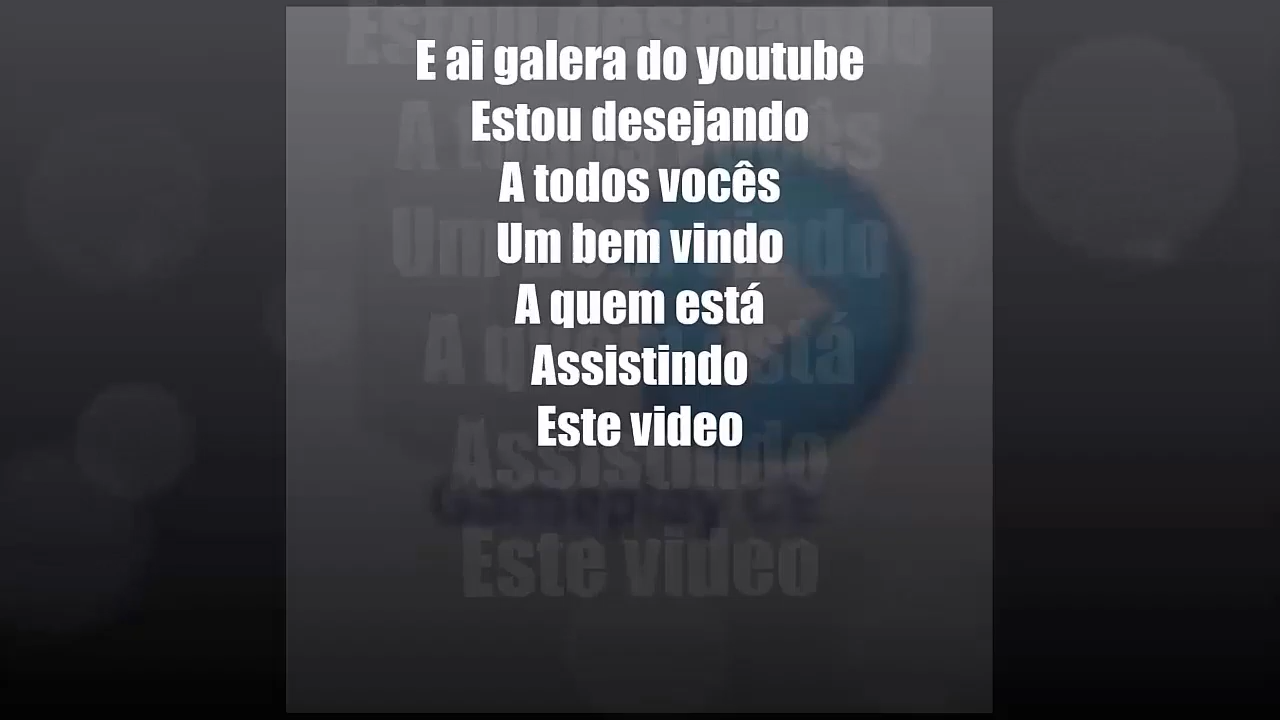 E ai galera do youtube
Estou desejando
A todos vocês
Um bem vindo
A quem está
Assistindo
Este video